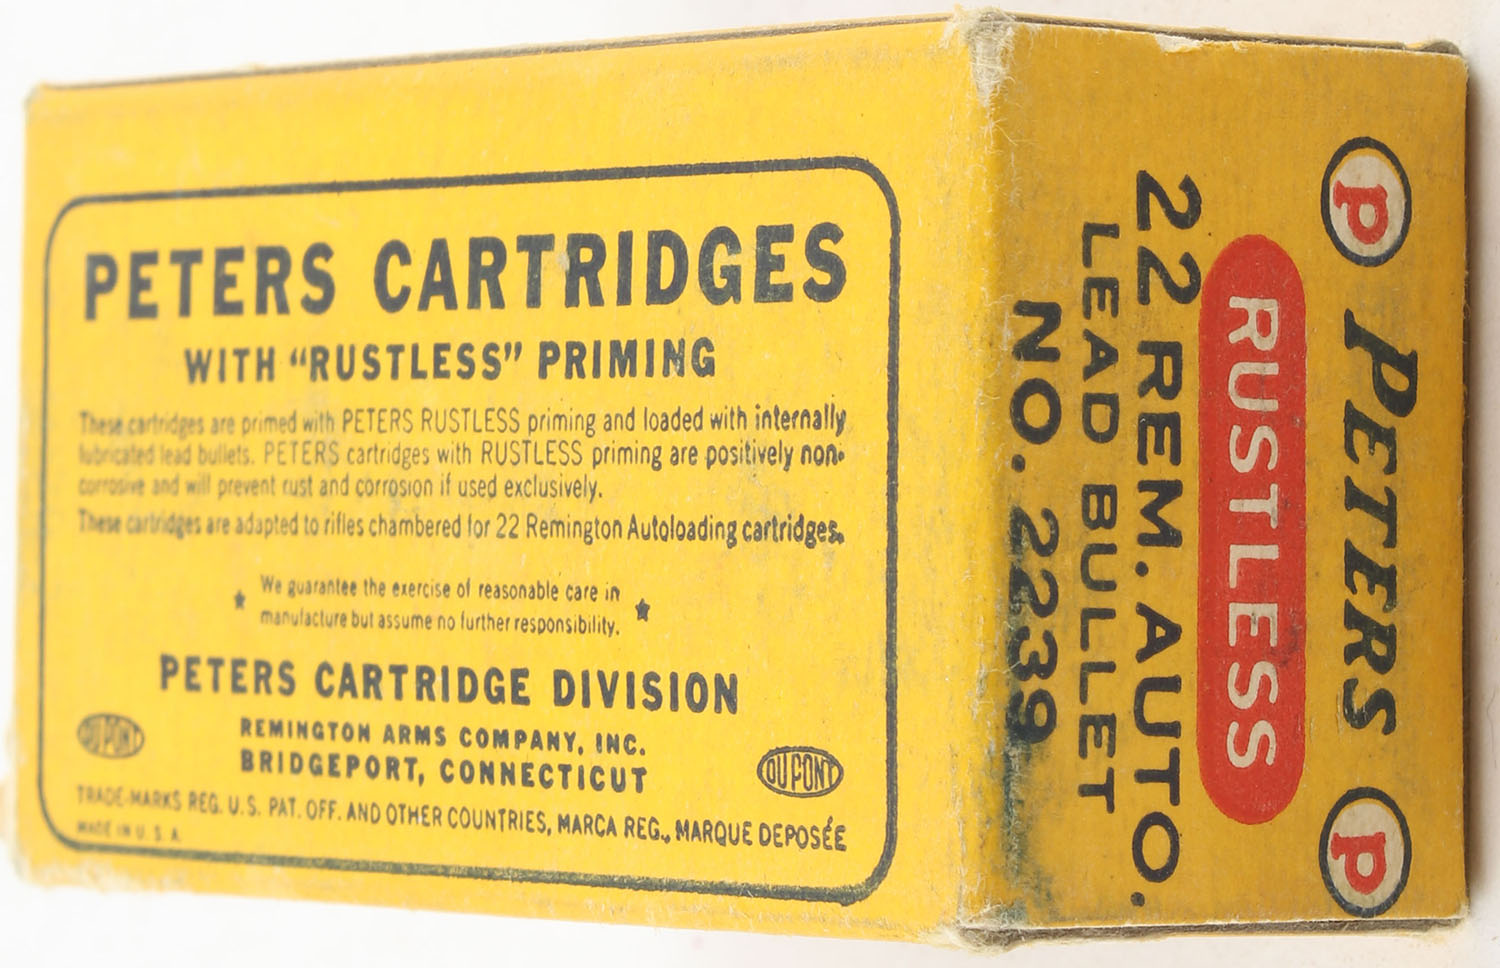 PETERS CARTRIDGES
WITH "RUSTLESS" PRIMING
These cartridges are primed with PETERS RUSTLESS priming and loaded with internally
lubricated lead bullets. PETERS cartridges with RUSTLESS priming are positively non-
corrosive and will prevent rust and corrosion if used exclusively.
These cartridges are adapted to rifles chambered for 22 Remington Autoloading cartridges.
We guarantee the exercise of reasonable care in
manufacture but assume no further responsibility.
PETERS CARTRIDGE DIVISION
REMINGTON ARMS COMPANY, INC.
BRIDGEPORT, CONNECTICUT
DU PONT
DU PONT
TRADE-MARKS REG. U.S. PAT. OFF. AND OTHER COUNTRIES, MARCA REG., MARQUE DEPOSÉE
MADE IN U.S.A.
P PETERS P
RUSTLESS
22 REM. AUTO.
LEAD BULLET
NO. 2239